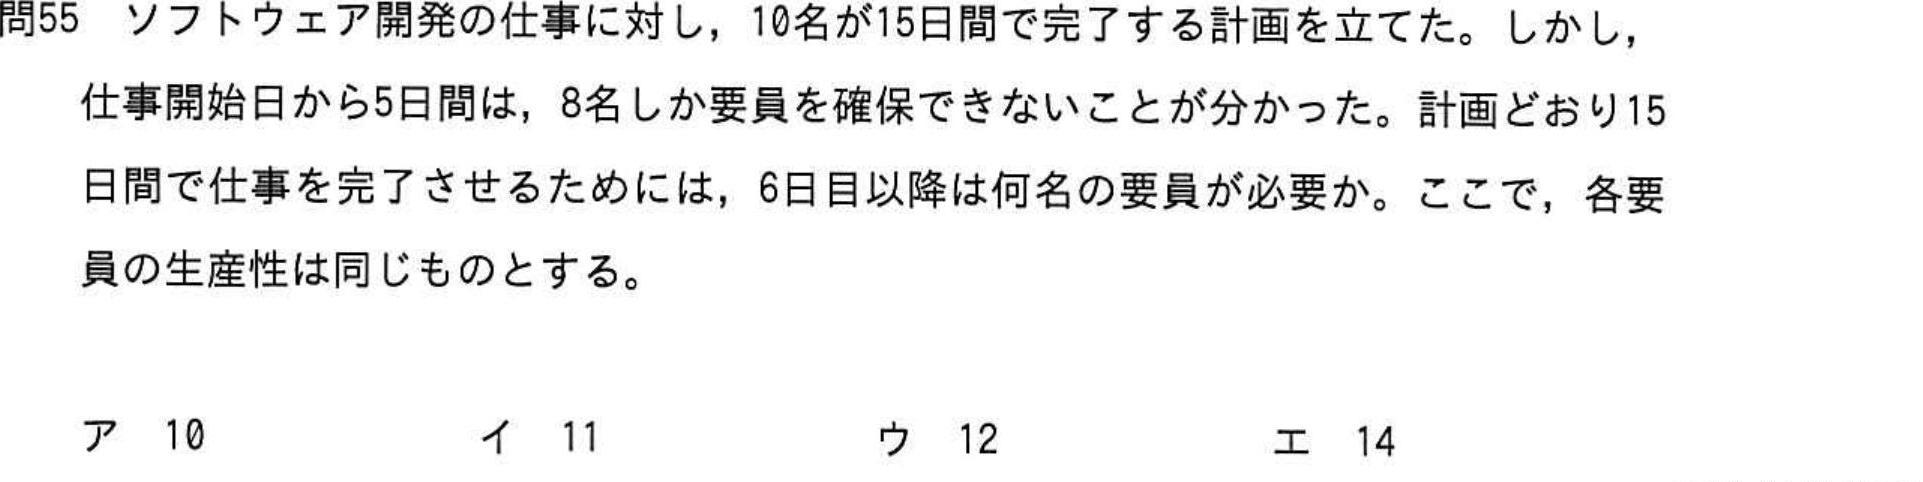 問55 ソフトウェア開発の仕事に対し，10名が15日間で完了する計画を立てた。しかし，
仕事開始日から5日間は，8名しか要員を確保できないことが分かった。計画どおり15
日間で仕事を完了させるためには，6日目以降は何名の要員が必要か。ここで，各要
員の生産性は同じものとする。
ア 10 イ 11 ウ 12 エ 14